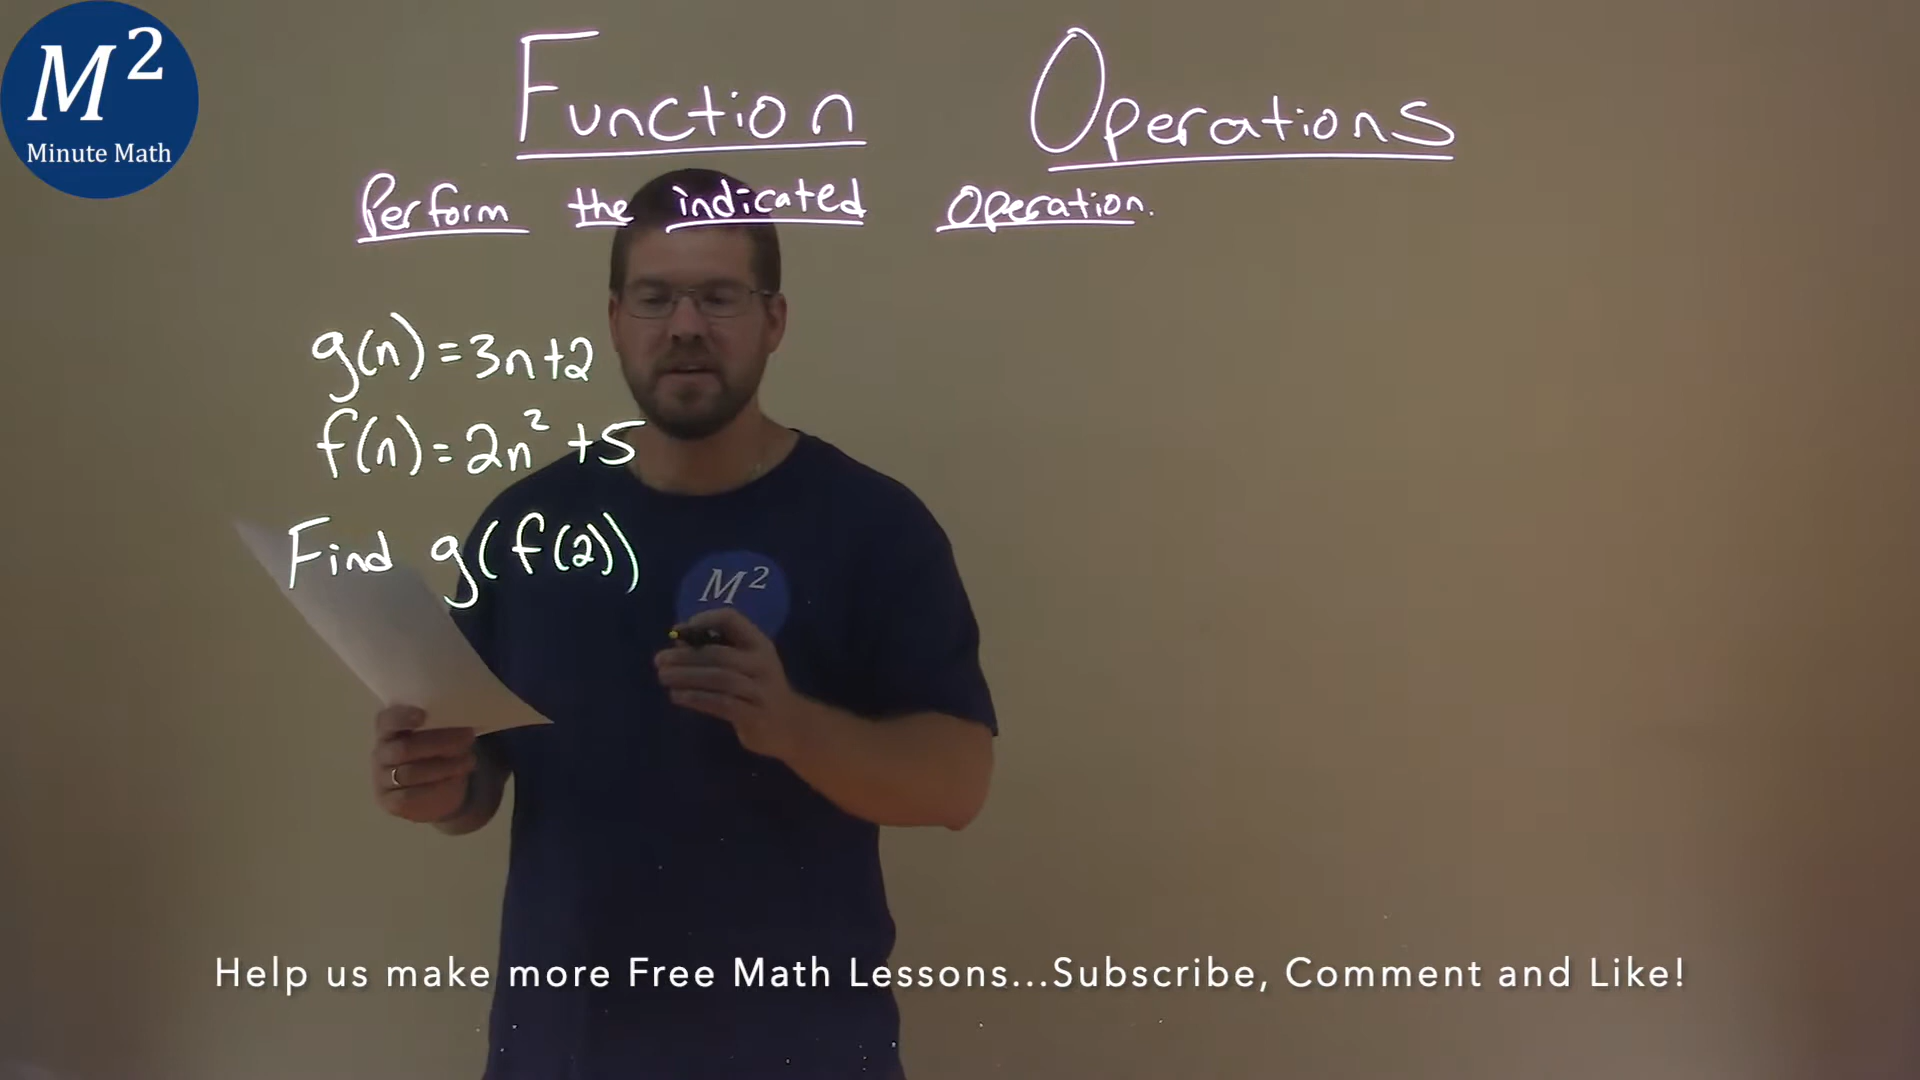 M²
Minute Math
Function Operations
Perform the indicated Operation.
g(n)=3n+2
f(n)=2n²+5
Find g(f(2))
M²
Help us make more Free Math Lessons...Subscribe, Comment and Like!